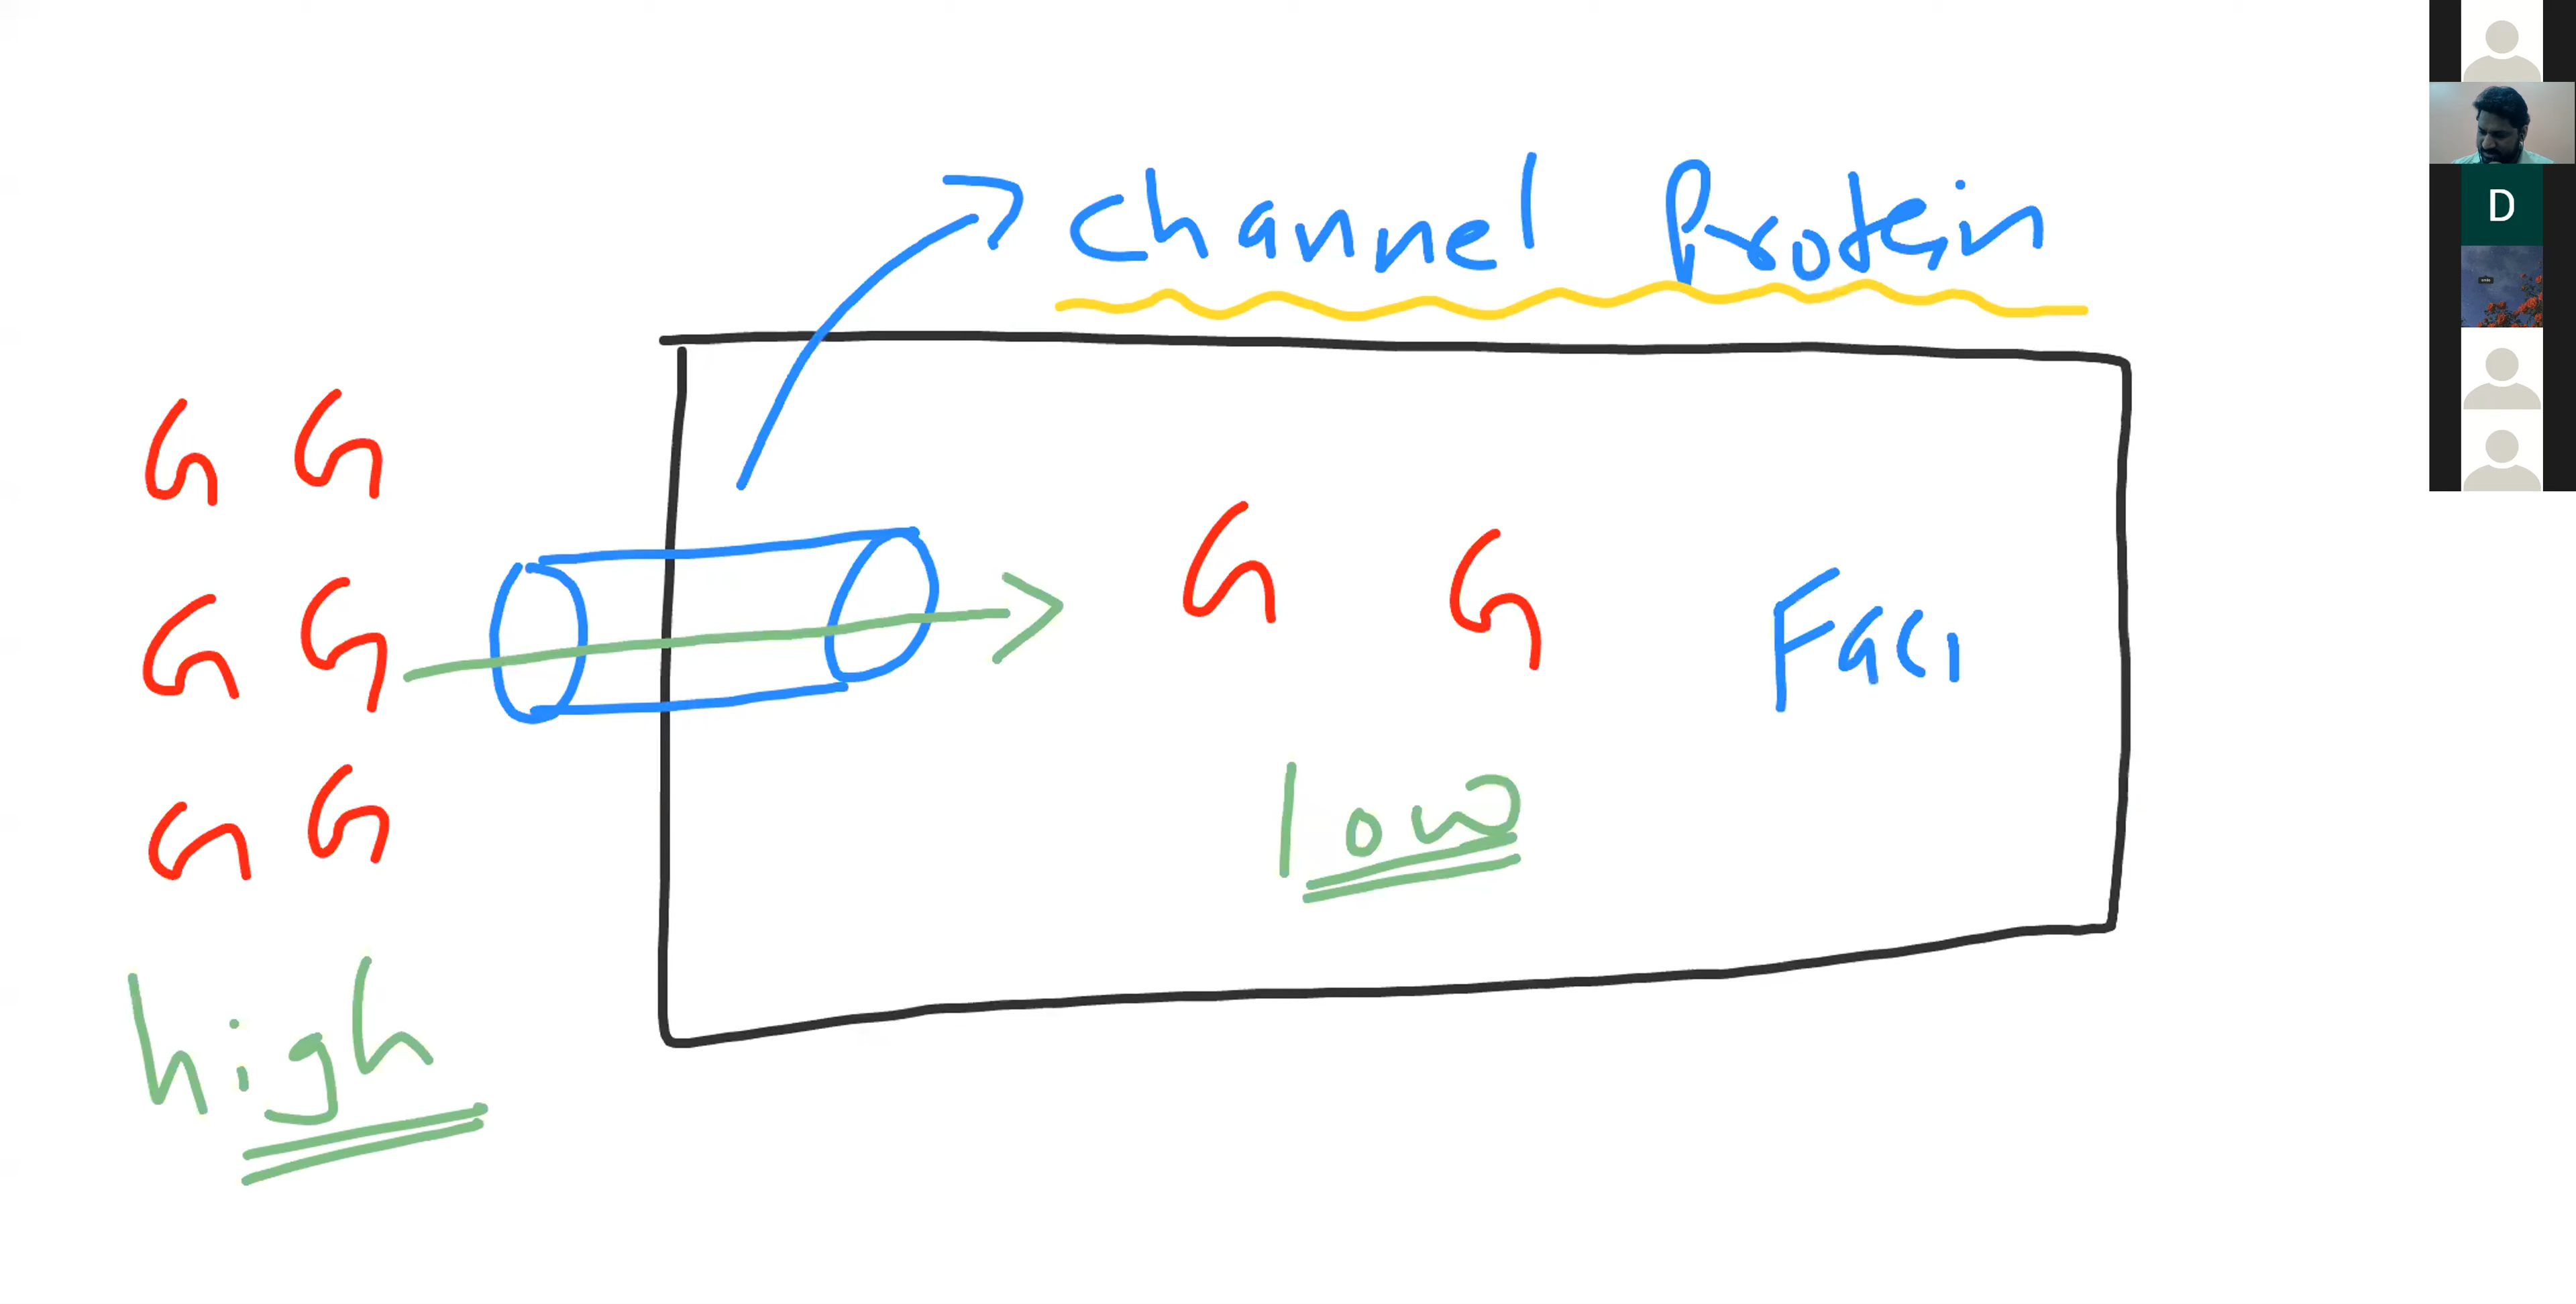 Channel Protein
G G
G G
G G
G G
Faci
low
high
D